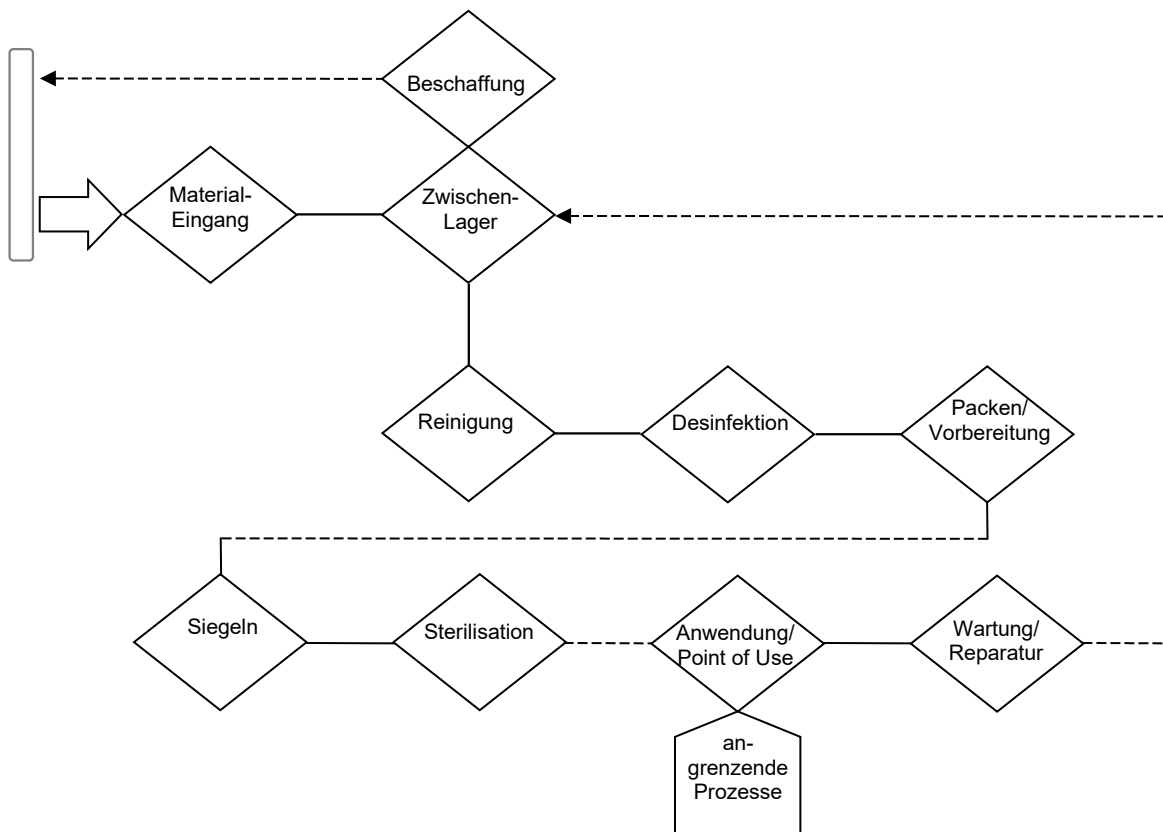 Beschaffung
Material-
Eingang
Zwischen-
Lager
Reinigung
Desinfektion
Packen/
Vorbereitung
Siegeln
Sterilisation
Anwendung/
Point of Use
Wartung/
Reparatur
an-
grenzende
Prozesse